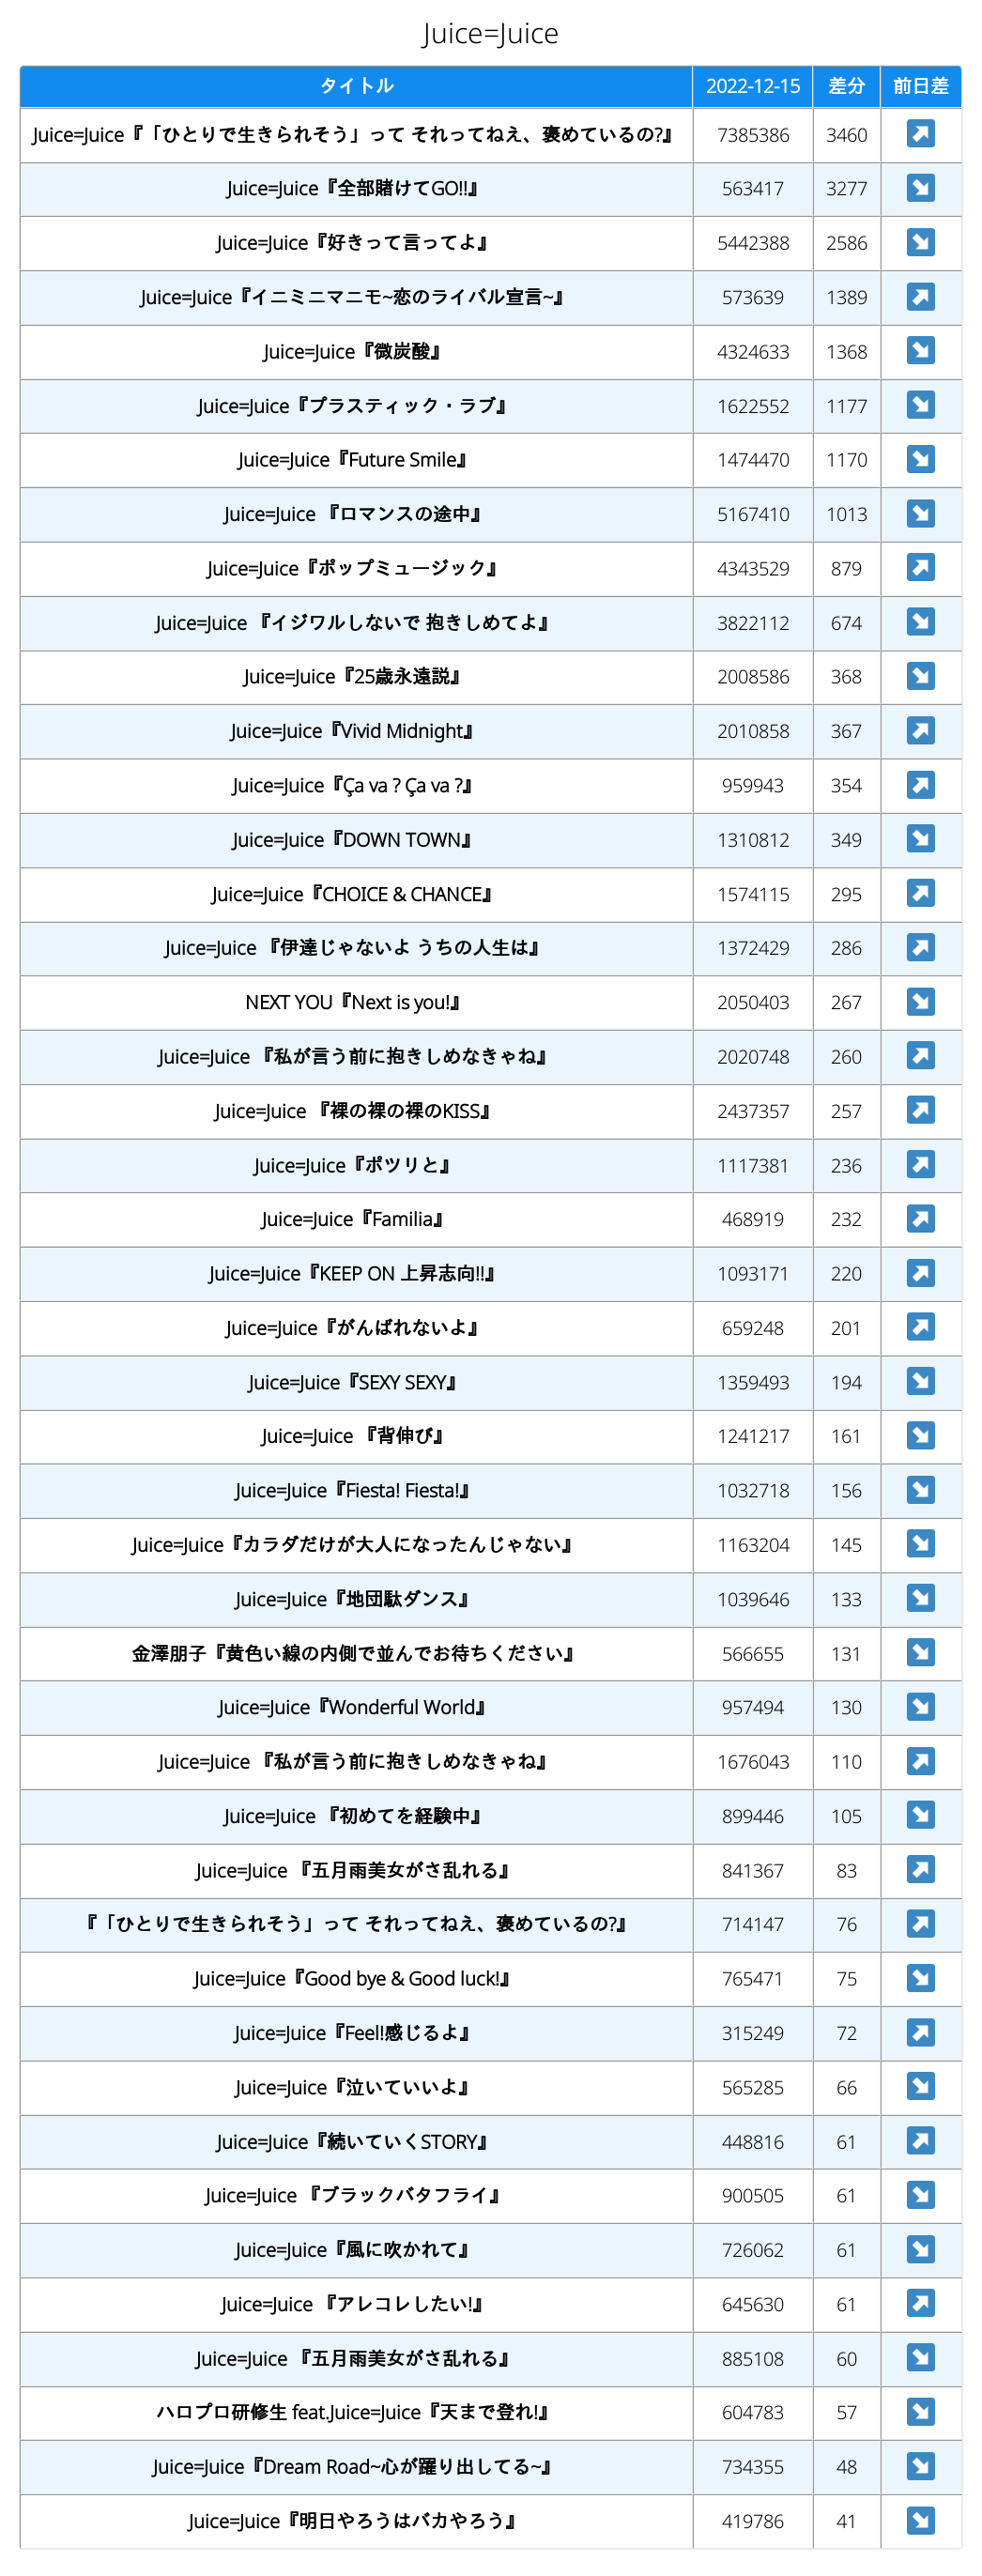 Juice=Juice
タイトル 2022-12-15 差分 前日差
Juice=Juice『「ひとりで生きられそう」って それってねえ、褒めているの?』 7385386 3460 ↗
Juice=Juice『全部賭けてGO!!』 563417 3277 ↘
Juice=Juice『好きって言ってよ』 5442388 2586 ↘
Juice=Juice『イニミニマニモ~恋のライバル宣言~』 573639 1389 ↗
Juice=Juice『微炭酸』 4324633 1368 ↘
Juice=Juice『プラスティック・ラブ』 1622552 1177 ↘
Juice=Juice『Future Smile』 1474470 1170 ↘
Juice=Juice 『ロマンスの途中』 5167410 1013 ↘
Juice=Juice『ポップミュージック』 4343529 879 ↗
Juice=Juice 『イジワルしないで 抱きしめてよ』 3822112 674 ↘
Juice=Juice『25歳永遠説』 2008586 368 ↘
Juice=Juice『Vivid Midnight』 2010858 367 ↗
Juice=Juice『Ça va ? Ça va ?』 959943 354 ↗
Juice=Juice『DOWN TOWN』 1310812 349 ↘
Juice=Juice『CHOICE & CHANCE』 1574115 295 ↗
Juice=Juice 『伊達じゃないよ うちの人生は』 1372429 286 ↗
NEXT YOU『Next is you!』 2050403 267 ↘
Juice=Juice 『私が言う前に抱きしめなきゃね』 2020748 260 ↗
Juice=Juice 『裸の裸の裸のKISS』 2437357 257 ↗
Juice=Juice『ポツリと』 1117381 236 ↗
Juice=Juice『Familia』 468919 232 ↗
Juice=Juice『KEEP ON 上昇志向!!』 1093171 220 ↗
Juice=Juice『がんばれないよ』 659248 201 ↗
Juice=Juice『SEXY SEXY』 1359493 194 ↘
Juice=Juice 『背伸び』 1241217 161 ↘
Juice=Juice『Fiesta! Fiesta!』 1032718 156 ↘
Juice=Juice『カラダだけが大人になったんじゃない』 1163204 145 ↘
Juice=Juice『地団駄ダンス』 1039646 133 ↘
金澤朋子『黄色い線の内側で並んでお待ちください』 566655 131 ↘
Juice=Juice『Wonderful World』 957494 130 ↘
Juice=Juice 『私が言う前に抱きしめなきゃね』 1676043 110 ↗
Juice=Juice 『初めてを経験中』 899446 105 ↘
Juice=Juice 『五月雨美女がさ乱れる』 841367 83 ↗
『「ひとりで生きられそう」って それってねえ、褒めているの?』 714147 76 ↗
Juice=Juice『Good bye & Good luck!』 765471 75 ↘
Juice=Juice『Feel!感じるよ』 315249 72 ↗
Juice=Juice『泣いていいよ』 565285 66 ↘
Juice=Juice『続いていくSTORY』 448816 61 ↗
Juice=Juice 『ブラックバタフライ』 900505 61 ↘
Juice=Juice『風に吹かれて』 726062 61 ↘
Juice=Juice 『アレコレしたい!』 645630 61 ↗
Juice=Juice 『五月雨美女がさ乱れる』 885108 60 ↘
ハロプロ研修生 feat.Juice=Juice『天まで登れ!』 604783 57 ↘
Juice=Juice『Dream Road~心が躍り出してる~』 734355 48 ↘
Juice=Juice『明日やろうはバカやろう』 419786 41 ↘